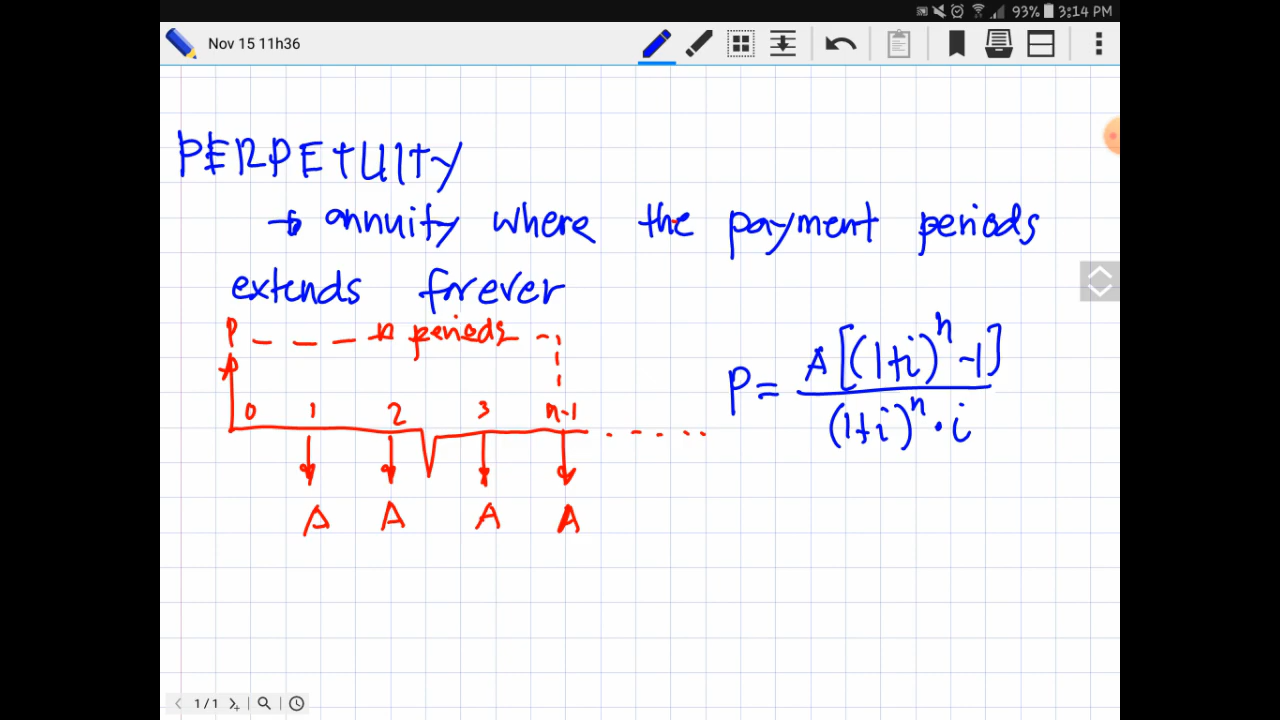 93% 3:14 PM
Nov 15 11h36
PERPETUITY
→ annuity where the payment periods
extends forever
P - - - - n periods - -
0 1 2 3 n-1 . . . . .
A A A A
P = A[(1+i)^n - 1] / (1+i)^n · i
1/1